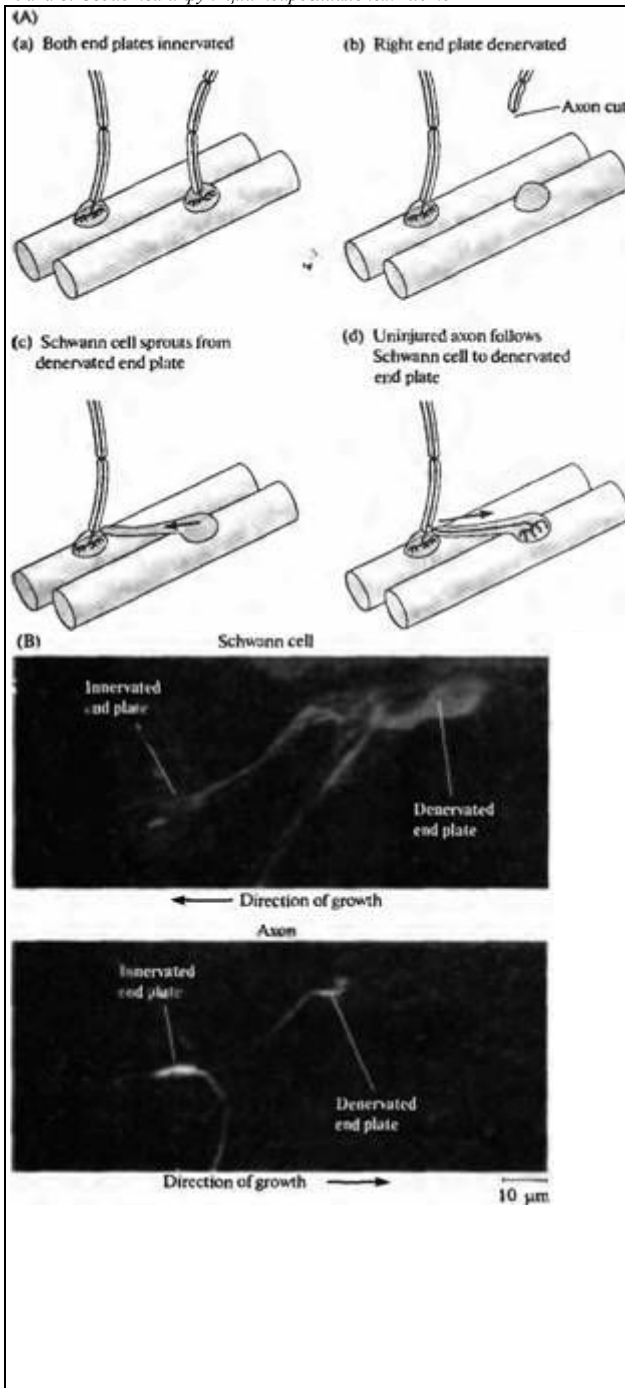 (A)
(a) Both end plates innervated
(b) Right end plate denervated
Axon cut
(c) Schwann cell sprouts from
denervated end plate
(d) Uninjured axon follows
Schwann cell to denervated
end plate
(B)
Schwann cell
Innervated
end plate
Denervated
end plate
Direction of growth
Axon
Innervated
end plate
Denervated
end plate
Direction of growth
10 μm